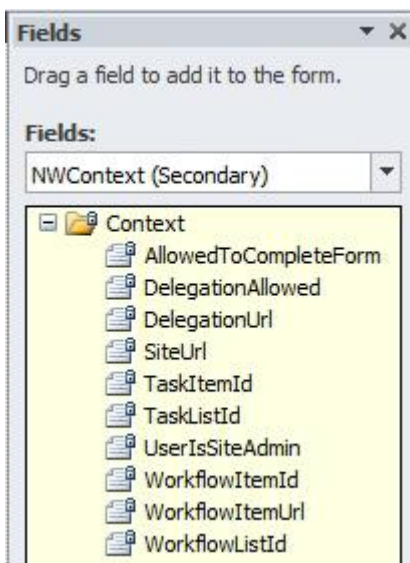 Fields
Drag a field to add it to the form.
Fields:
NWContext (Secondary)
Context
AllowedToCompleteForm
DelegationAllowed
DelegationUrl
SiteUrl
TaskItemId
TaskListId
UserIsSiteAdmin
WorkflowItemId
WorkflowItemUrl
WorkflowListId